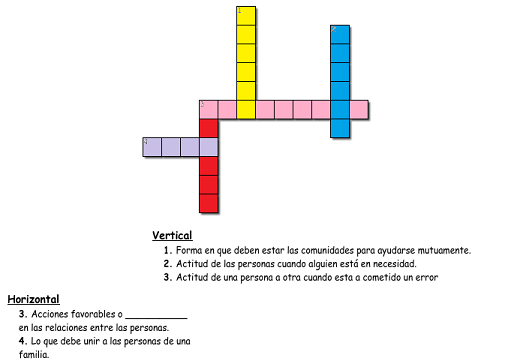 1
2
3
4
Vertical
1. Forma en que deben estar las comunidades para ayudarse mutuamente.
2. Actitud de las personas cuando alguien está en necesidad.
3. Actitud de una persona a otra cuando esta a cometido un error
Horizontal
3. Acciones favorables o ____________
en las relaciones entre las personas.
4. Lo que debe unir a las personas de una
familia.